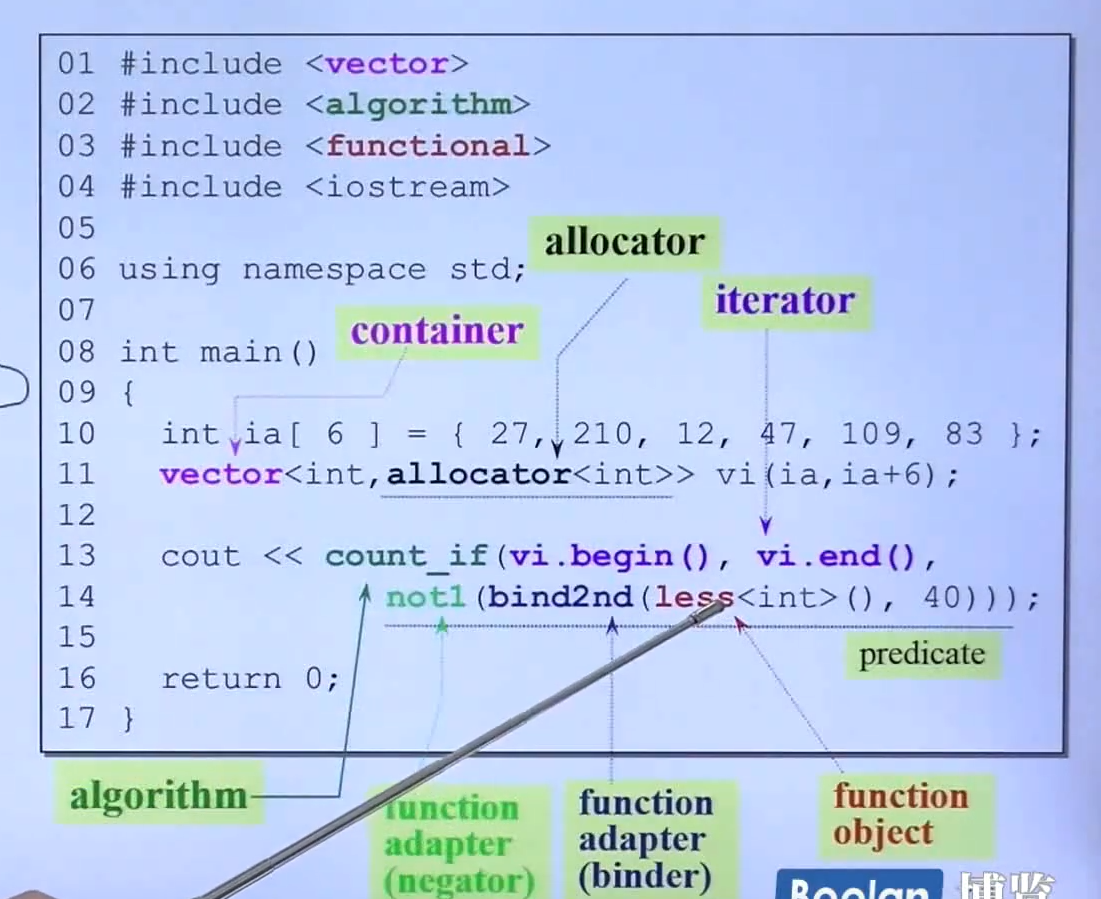 01 #include <vector>
02 #include <algorithm>
03 #include <functional>
04 #include <iostream>
05
allocator
06 using namespace std;
iterator
07
container
08 int main()
09 {
10 int ia[ 6 ] = { 27, 210, 12, 47, 109, 83 };
11 vector<int,allocator<int>> vi(ia,ia+6);
12
13 cout << count_if(vi.begin(), vi.end(),
14 not1(bind2nd(less<int>(), 40)));
15
predicate
16 return 0;
17 }
algorithm
function
adapter
(negator)
function
adapter
(binder)
function
object
Boolan 博览